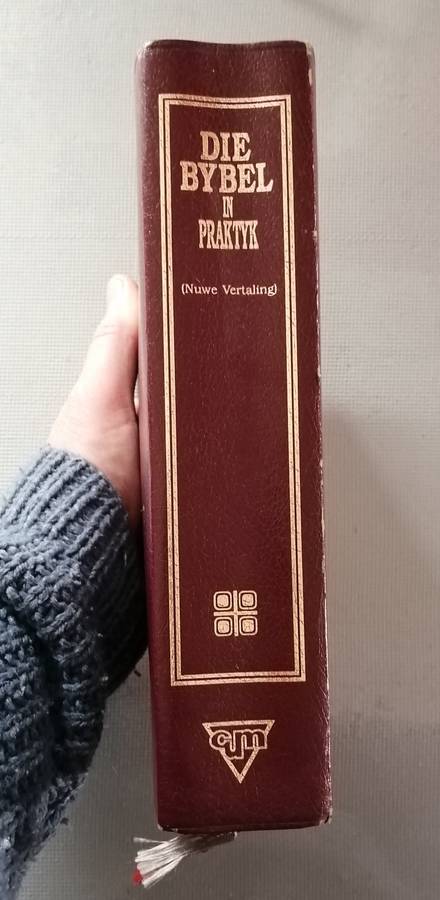 DIE
BYBEL
IN
PRAKTYK
(Nuwe Vertaling)
cum